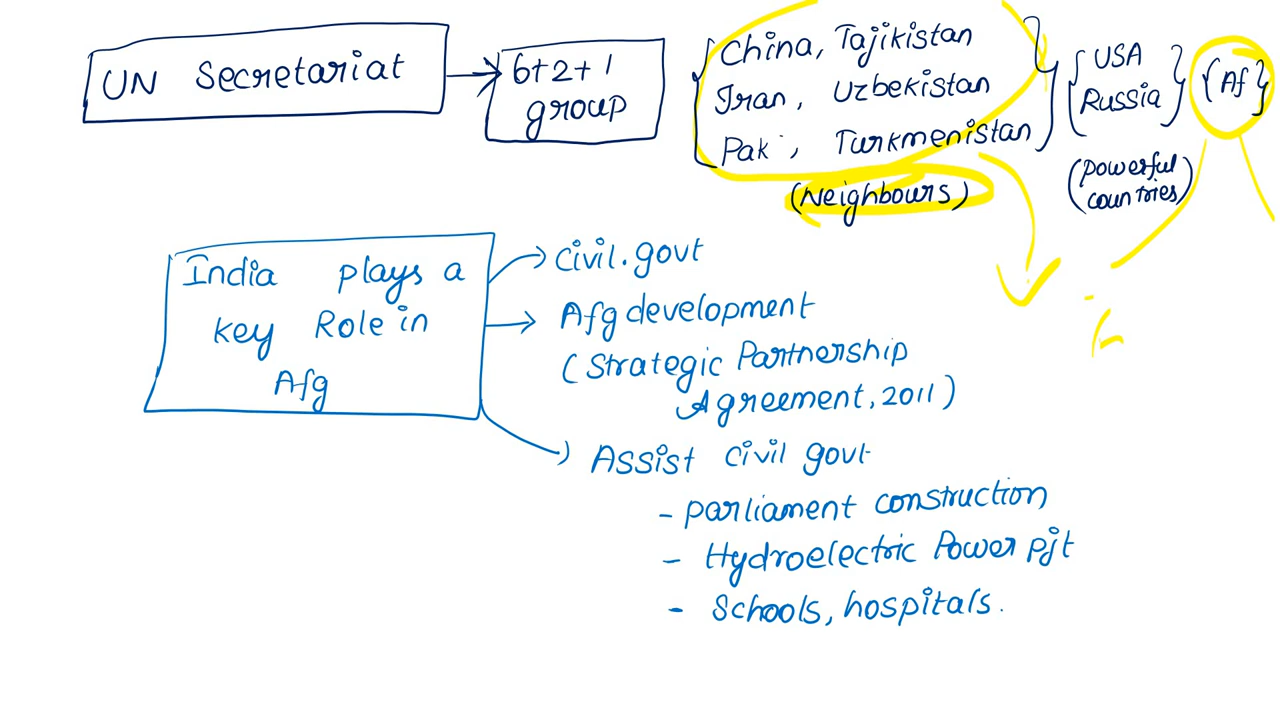 UN Secretariat
6+2+1
group
China, Tajikistan
Iran, Uzbekistan
Pak, Turkmenistan
(Neighbours)
USA
Russia
(powerful
countries)
{Af}
India plays a
key Role in
Afg
Civil.govt
Afg development
(Strategic Partnership
Agreement, 2011)
Assist civil govt
- parliament construction
- Hydroelectric Power pjt
- Schools, hospitals.